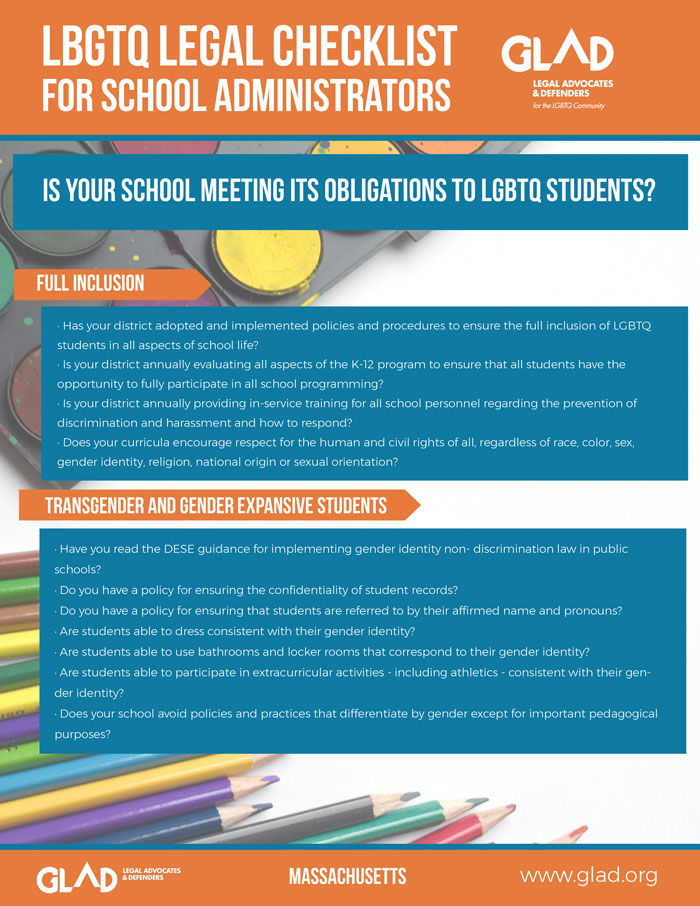 LBGTQ LEGAL CHECKLIST
FOR SCHOOL ADMINISTRATORS
GLAD
LEGAL ADVOCATES
& DEFENDERS
for the LGBTQ Community
IS YOUR SCHOOL MEETING ITS OBLIGATIONS TO LGBTQ STUDENTS?
FULL INCLUSION
· Has your district adopted and implemented policies and procedures to ensure the full inclusion of LGBTQ
students in all aspects of school life?
· Is your district annually evaluating all aspects of the K-12 program to ensure that all students have the
opportunity to fully participate in all school programming?
· Is your district annually providing in-service training for all school personnel regarding the prevention of
discrimination and harassment and how to respond?
· Does your curricula encourage respect for the human and civil rights of all, regardless of race, color, sex,
gender identity, religion, national origin or sexual orientation?
TRANSGENDER AND GENDER EXPANSIVE STUDENTS
· Have you read the DESE guidance for implementing gender identity non- discrimination law in public
schools?
· Do you have a policy for ensuring the confidentiality of student records?
· Do you have a policy for ensuring that students are referred to by their affirmed name and pronouns?
· Are students able to dress consistent with their gender identity?
· Are students able to use bathrooms and locker rooms that correspond to their gender identity?
· Are students able to participate in extracurricular activities - including athletics - consistent with their gen-
der identity?
· Does your school avoid policies and practices that differentiate by gender except for important pedagogical
purposes?
GLAD
LEGAL ADVOCATES
& DEFENDERS
MASSACHUSETTS
www.glad.org